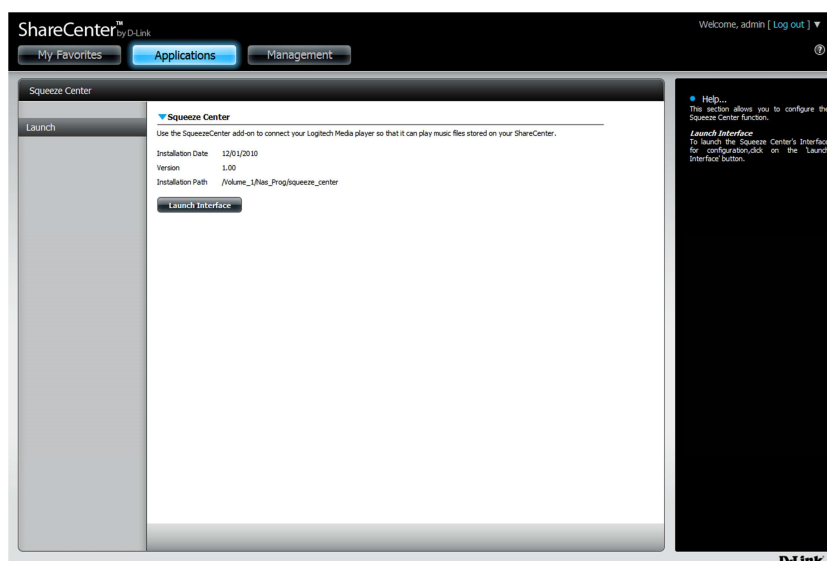 ShareCenter™ by D-Link
Welcome, admin [ Log out ] ▼
My Favorites
Applications
Management
Squeeze Center
Launch
Squeeze Center
Use the SqueezeCenter add-on to connect your Logitech Media player so that it can play music files stored on your ShareCenter.
Installation Date 12/01/2010
Version 1.00
Installation Path /Volume_1/Nas_Prog/squeeze_center
Launch Interface
Help...
This section allows you to configure the
Squeeze Center function.
Launch Interface
To launch the Squeeze Center's Interface
for configuration,click on the 'Launch
Interface' button.
D-Link